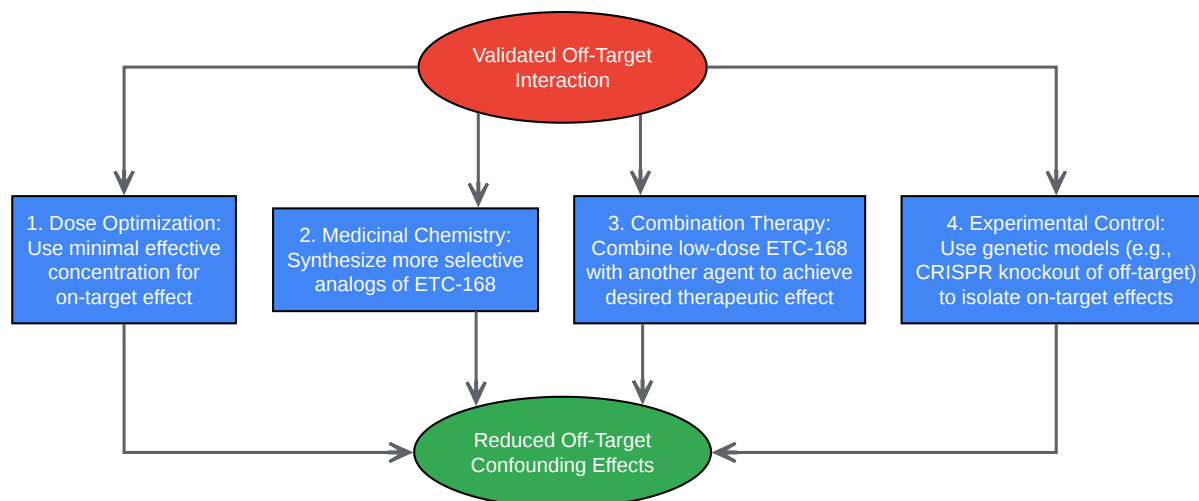 Validated Off-Target
Interaction
1. Dose Optimization:
Use minimal effective
concentration for
on-target effect
2. Medicinal Chemistry:
Synthesize more selective
analogs of ETC-168
3. Combination Therapy:
Combine low-dose ETC-168
with another agent to achieve
desired therapeutic effect
4. Experimental Control:
Use genetic models (e.g.,
CRISPR knockout of off-target)
to isolate on-target effects
Reduced Off-Target
Confounding Effects